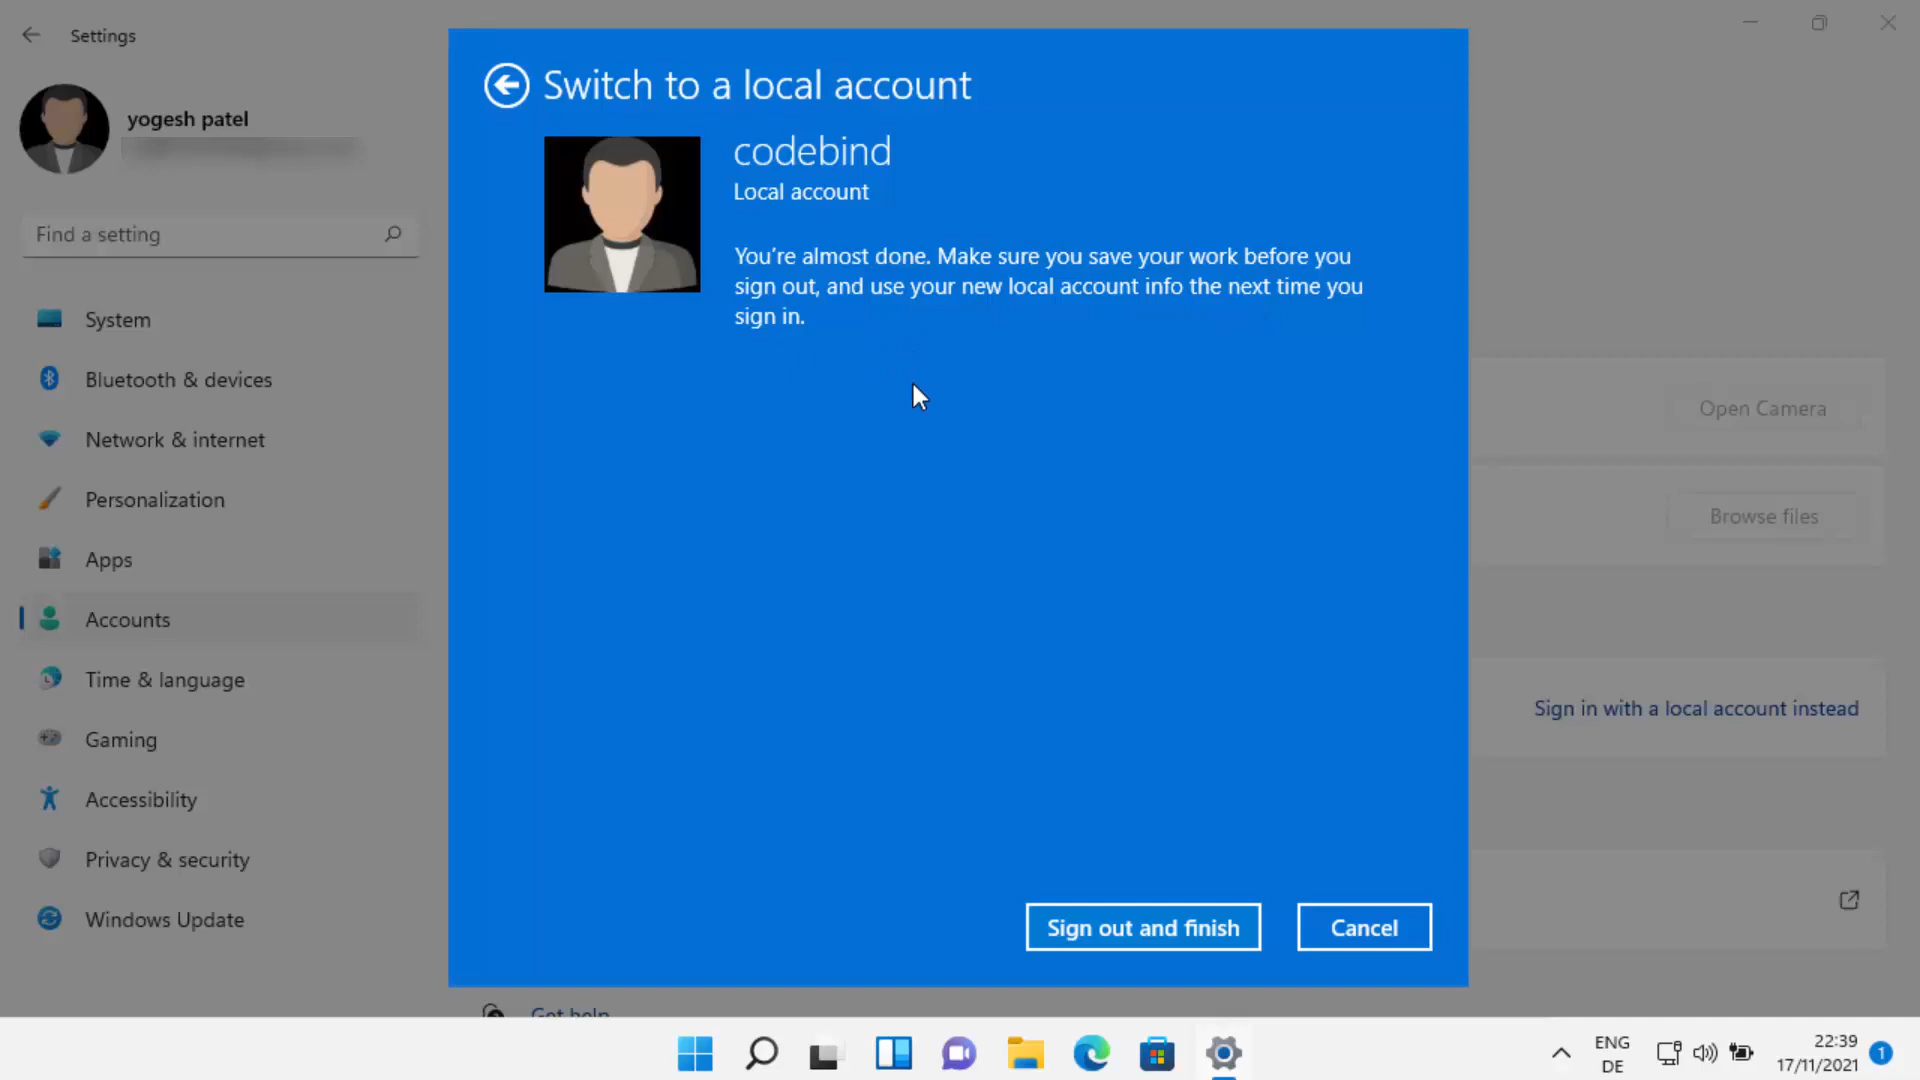 Settings
yogesh patel
Find a setting
System
Bluetooth & devices
Network & internet
Personalization
Apps
Accounts
Time & language
Gaming
Accessibility
Privacy & security
Windows Update
Switch to a local account
codebind
Local account
You're almost done. Make sure you save your work before you
sign out, and use your new local account info the next time you
sign in.
Sign out and finish
Cancel
Open Camera
Browse files
Sign in with a local account instead
Get help
ENG
DE
22:39
17/11/2021
1